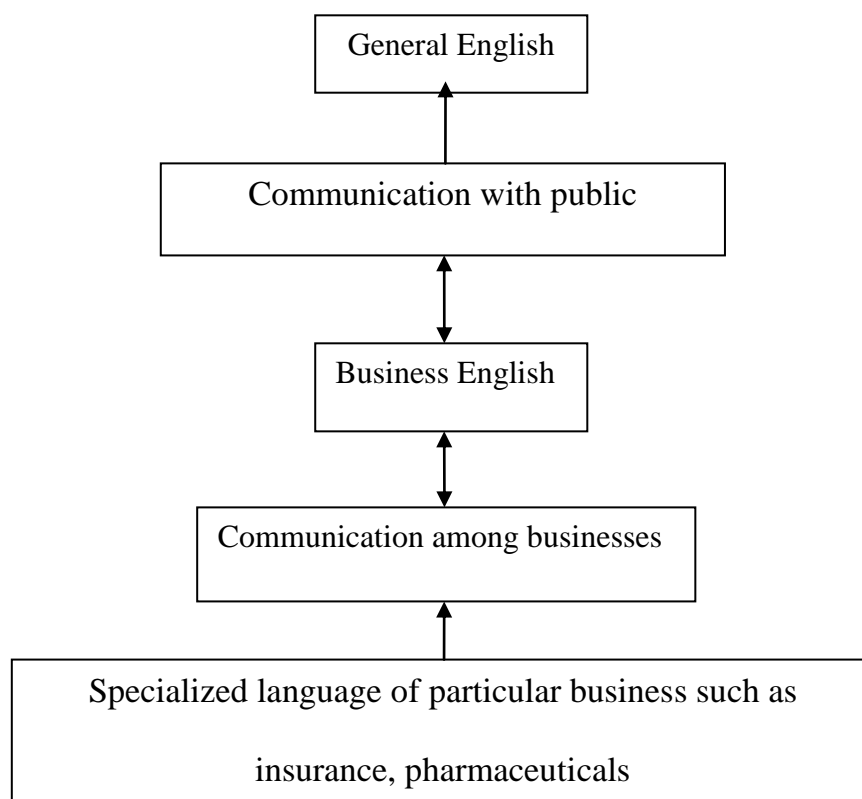 General English
Communication with public
Business English
Communication among businesses
Specialized language of particular business such as
insurance, pharmaceuticals